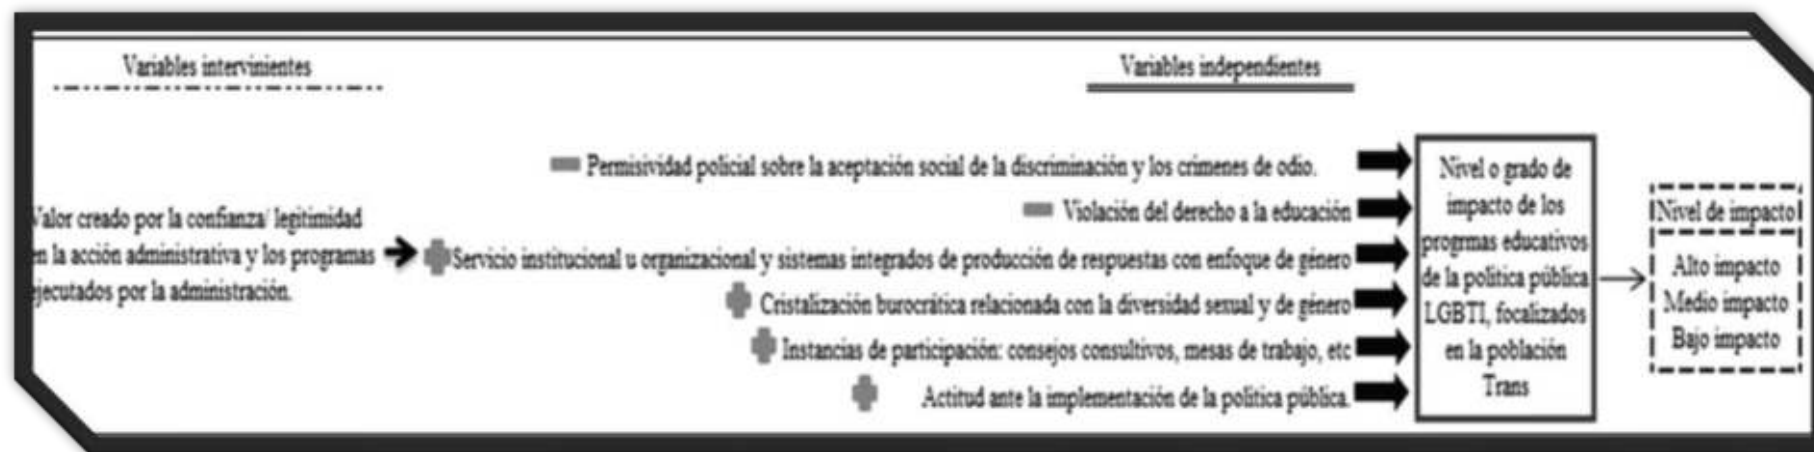 Variables intervinientes
Variables independientes
Valor creado por la confianza/ legitimidad
en la acción administrativa y los programas
ejecutados por la administración.
Permisividad policial sobre la aceptación social de la discriminación y los crímenes de odio.
Violación del derecho a la educación
Servicio institucional u organizacional y sistemas integrados de producción de respuestas con enfoque de género
Cristalización burocrática relacionada con la diversidad sexual y de género
Instancias de participación: consejos consultivos, mesas de trabajo, etc
Actitud ante la implementación de la política pública.
Nivel o grado de
impacto de los
progrmas educativos
de la política pública
LGBTI, focalizados
en la población
Trans
Nivel de impacto
Alto impacto
Medio impacto
Bajo impacto